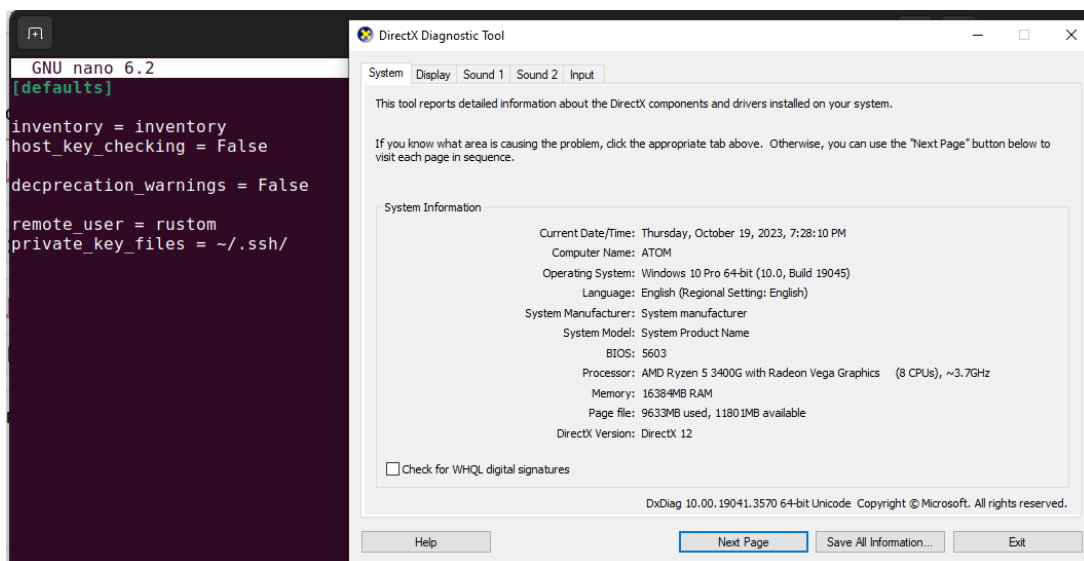 GNU nano 6.2
[defaults]
inventory = inventory
host_key_checking = False
decprecation_warnings = False
remote_user = rustom
private_key_files = ~/.ssh/
DirectX Diagnostic Tool
System Display Sound 1 Sound 2 Input
This tool reports detailed information about the DirectX components and drivers installed on your system.
If you know what area is causing the problem, click the appropriate tab above.  Otherwise, you can use the "Next Page" button below to
visit each page in sequence.
System Information
Current Date/Time: Thursday, October 19, 2023, 7:28:10 PM
Computer Name: ATOM
Operating System: Windows 10 Pro 64-bit (10.0, Build 19045)
Language: English (Regional Setting: English)
System Manufacturer: System manufacturer
System Model: System Product Name
BIOS: 5603
Processor: AMD Ryzen 5 3400G with Radeon Vega Graphics    (8 CPUs), ~3.7GHz
Memory: 16384MB RAM
Page file: 9633MB used, 11801MB available
DirectX Version: DirectX 12
Check for WHQL digital signatures
DxDiag 10.00.19041.3570 64-bit Unicode  Copyright © Microsoft. All rights reserved.
Help Next Page Save All Information... Exit